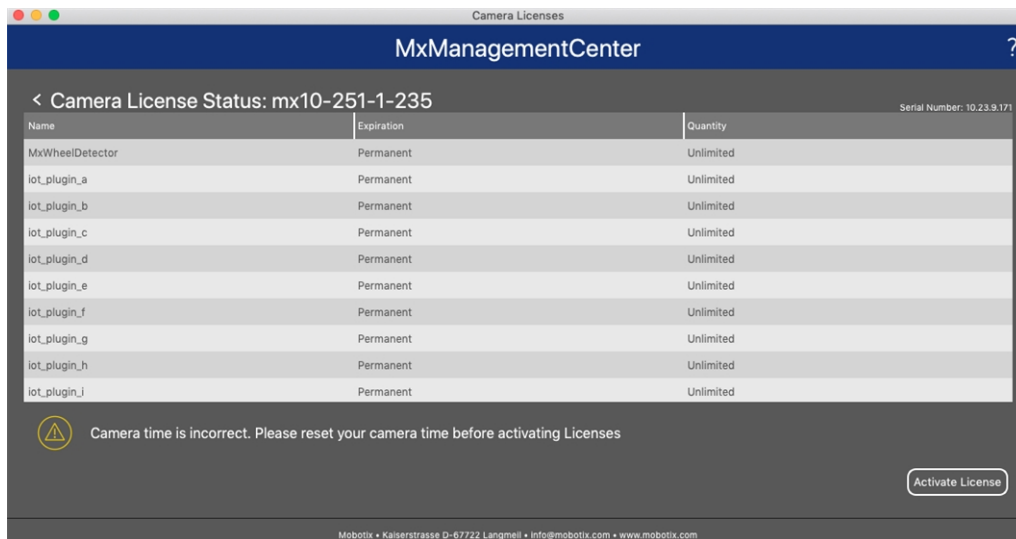 Camera Licenses
MxManagementCenter
?
< Camera License Status: mx10-251-1-235
Serial Number: 10.23.9.171
Name Expiration Quantity
MxWheelDetector Permanent Unlimited
iot_plugin_a Permanent Unlimited
iot_plugin_b Permanent Unlimited
iot_plugin_c Permanent Unlimited
iot_plugin_d Permanent Unlimited
iot_plugin_e Permanent Unlimited
iot_plugin_f Permanent Unlimited
iot_plugin_g Permanent Unlimited
iot_plugin_h Permanent Unlimited
iot_plugin_i Permanent Unlimited
Camera time is incorrect. Please reset your camera time before activating Licenses
Activate License
Mobotix • Kaiserstrasse D-67722 Langmeil • info@mobotix.com • www.mobotix.com